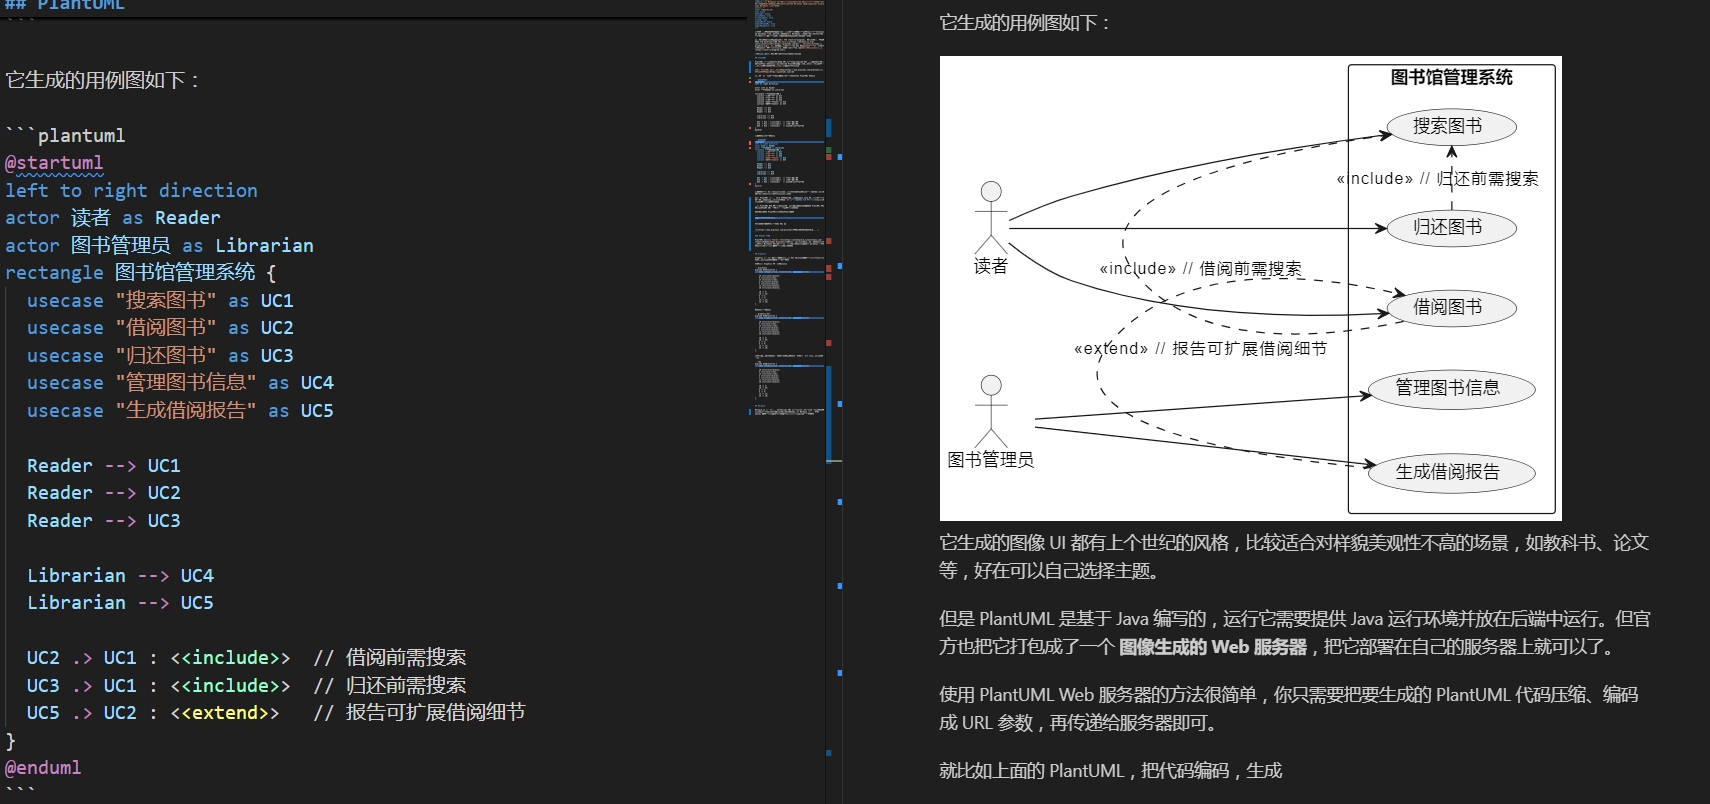 ## PlantUML
```
它生成的用例图如下：
```plantuml
@startuml
left to right direction
actor 读者 as Reader
actor 图书管理员 as Librarian
rectangle 图书馆管理系统 {
  usecase "搜索图书" as UC1
  usecase "借阅图书" as UC2
  usecase "归还图书" as UC3
  usecase "管理图书信息" as UC4
  usecase "生成借阅报告" as UC5
  Reader --> UC1
  Reader --> UC2
  Reader --> UC3
  Librarian --> UC4
  Librarian --> UC5
  UC2 .> UC1 : <<include>>  // 借阅前需搜索
  UC3 .> UC1 : <<include>>  // 归还前需搜索
  UC5 .> UC2 : <<extend>>   // 报告可扩展借阅细节
}
@enduml
```
它生成的用例图如下：
图书馆管理系统
搜索图书
«include» // 归还前需搜索
归还图书
读者
«include» // 借阅前需搜索
借阅图书
«extend» // 报告可扩展借阅细节
管理图书信息
图书管理员
生成借阅报告
它生成的图像 UI 都有上个世纪的风格，比较适合对样貌美观性不高的场景，如教科书、论文
等，好在可以自己选择主题。
但是 PlantUML 是基于 Java 编写的，运行它需要提供 Java 运行环境并放在后端中运行。但官
方也把它打包成了一个 图像生成的 Web 服务器，把它部署在自己的服务器上就可以了。
使用 PlantUML Web 服务器的方法很简单，你只需要把要生成的 PlantUML 代码压缩、编码
成 URL 参数，再传递给服务器即可。
就比如上面的 PlantUML，把代码编码，生成